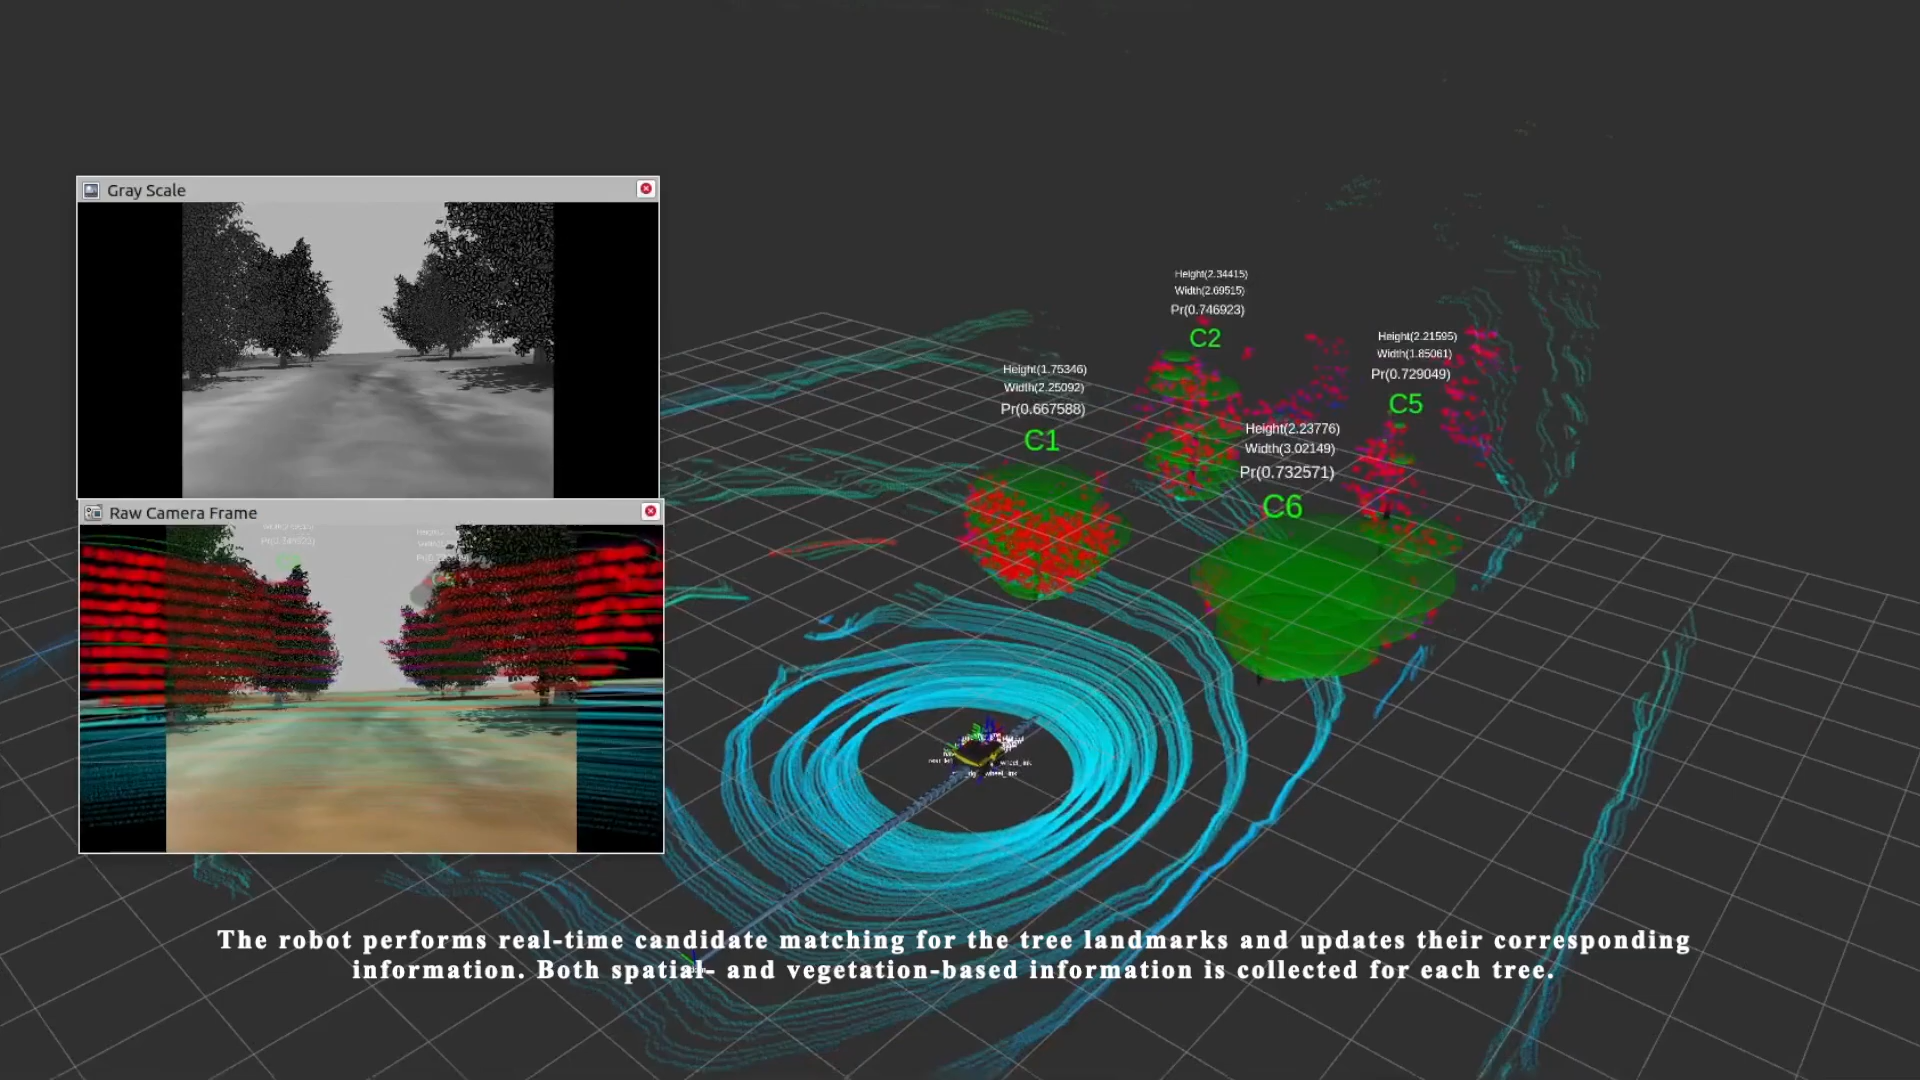 Gray Scale
Raw Camera Frame
Height(2.34415)
Width(2.69515)
Pr(0.746923)
C2
Height(2.21595)
Width(1.85061)
Pr(0.729049)
C5
Height(1.75346)
Width(2.25092)
Pr(0.667588)
C1
Height(2.23776)
Width(3.02149)
Pr(0.732571)
C6
The robot performs real-time candidate matching for the tree landmarks and updates their corresponding
information. Both spatial- and vegetation-based information is collected for each tree.